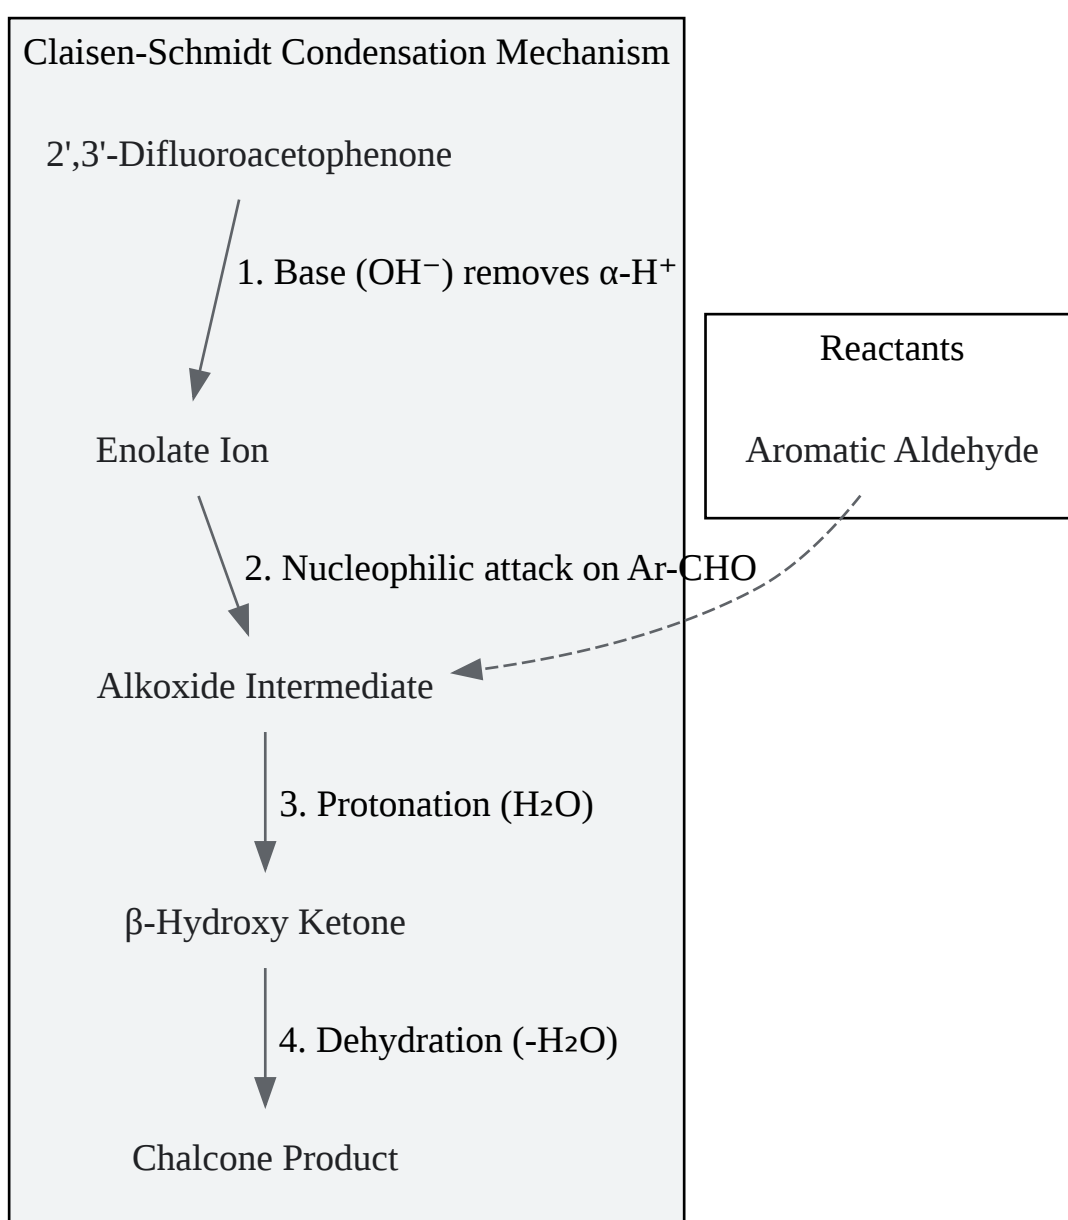 Claisen-Schmidt Condensation Mechanism
2',3'-Difluoroacetophenone
1. Base (OH⁻) removes α-H⁺
Reactants
Enolate Ion
Aromatic Aldehyde
2. Nucleophilic attack on Ar-CHO
Alkoxide Intermediate
3. Protonation (H₂O)
β-Hydroxy Ketone
4. Dehydration (-H₂O)
Chalcone Product